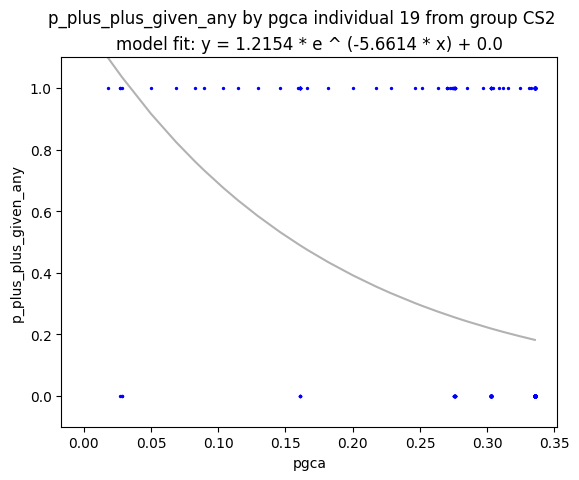 p_plus_plus_given_any by pgca individual 19 from group CS2
model fit: y = 1.2154 * e ^ (-5.6614 * x) + 0.0
p_plus_plus_given_any
1.0
0.8
0.6
0.4
0.2
0.0
0.00 0.05 0.10 0.15 0.20 0.25 0.30 0.35
pgca